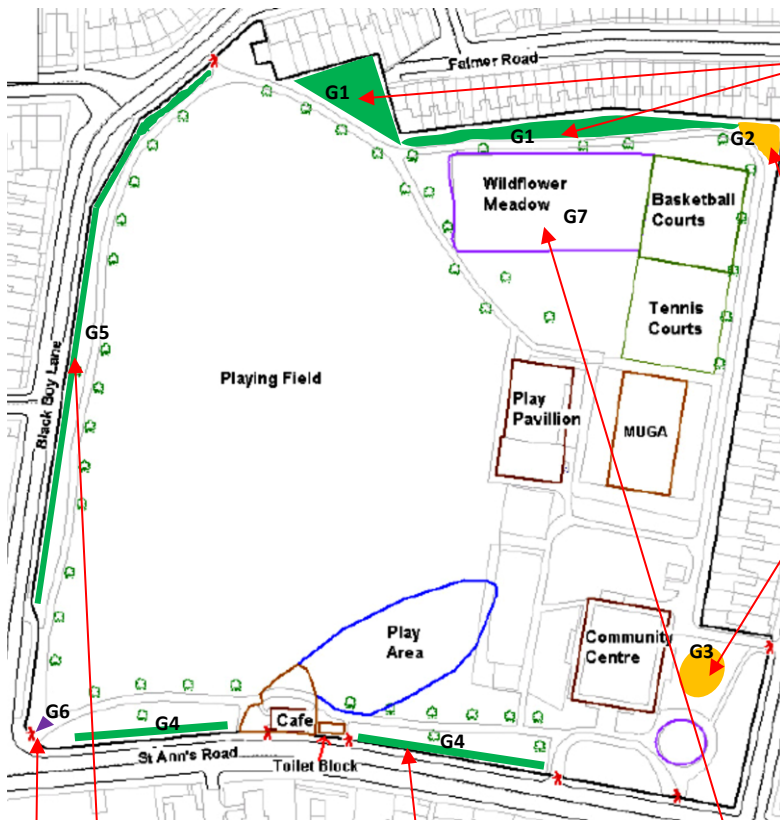 Falmer Road
G1
G1
G2
Wildflower
Meadow
G7
Basketball
Courts
Tennis
Courts
G5
Black Boy Lane
Playing Field
Play
Pavillion
MUGA
Play
Area
Community
Centre
G3
G6
G4
Cafe
G4
St Ann's Road
Toilet Block